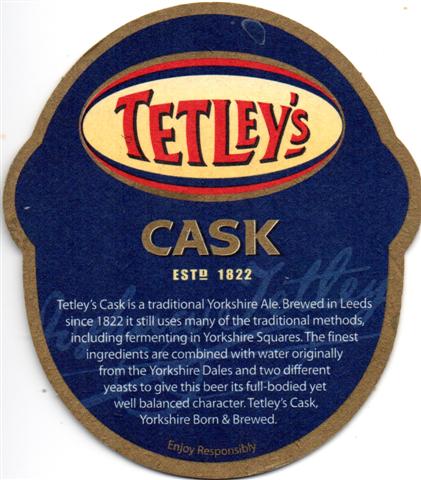 TETLEY'S
CASK
ESTD 1822
Tetley's Cask is a traditional Yorkshire Ale. Brewed in Leeds
since 1822 it still uses many of the traditional methods,
including fermenting in Yorkshire Squares. The finest
ingredients are combined with water originally
from the Yorkshire Dales and two different
yeasts to give this beer its full-bodied yet
well balanced character. Tetley's Cask,
Yorkshire Born & Brewed.
Enjoy Responsibly